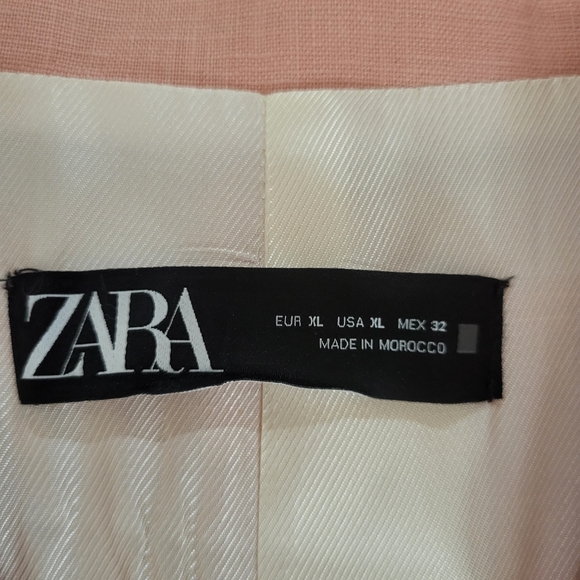 ZARA
EUR XL USA XL MEX 32
MADE IN MOROCCO